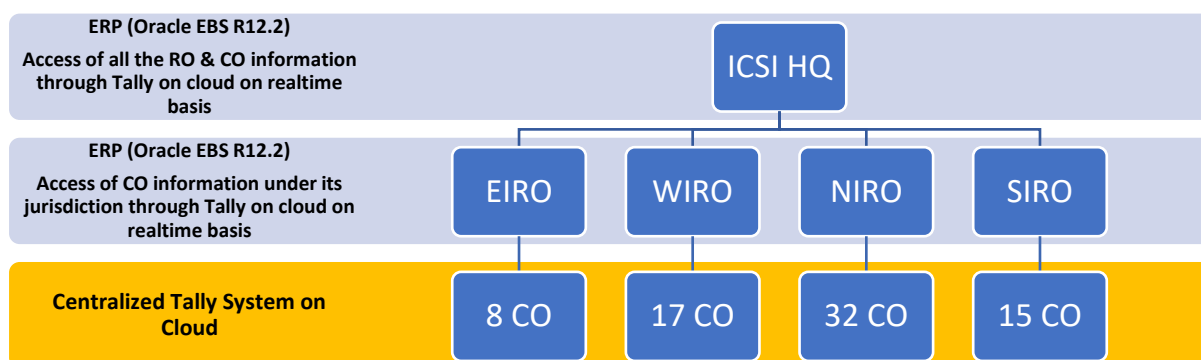 ERP (Oracle EBS R12.2)
Access of all the RO & CO information
through Tally on cloud on realtime
basis
ICSI HQ
ERP (Oracle EBS R12.2)
Access of CO information under its
jurisdiction through Tally on cloud on
realtime basis
EIRO
WIRO
NIRO
SIRO
Centralized Tally System on
Cloud
8 CO
17 CO
32 CO
15 CO